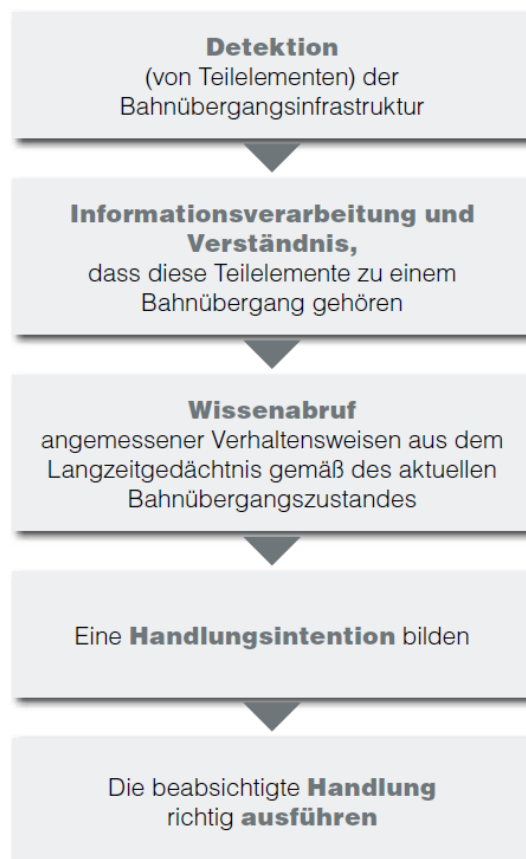 Detektion
(von Teilelementen) der
Bahnübergangsinfrastruktur
Informationsverarbeitung und
Verständnis,
dass diese Teilelemente zu einem
Bahnübergang gehören
Wissenabruf
angemessener Verhaltensweisen aus dem
Langzeitgedächtnis gemäß des aktuellen
Bahnübergangszustandes
Eine Handlungsintention bilden
Die beabsichtigte Handlung
richtig ausführen